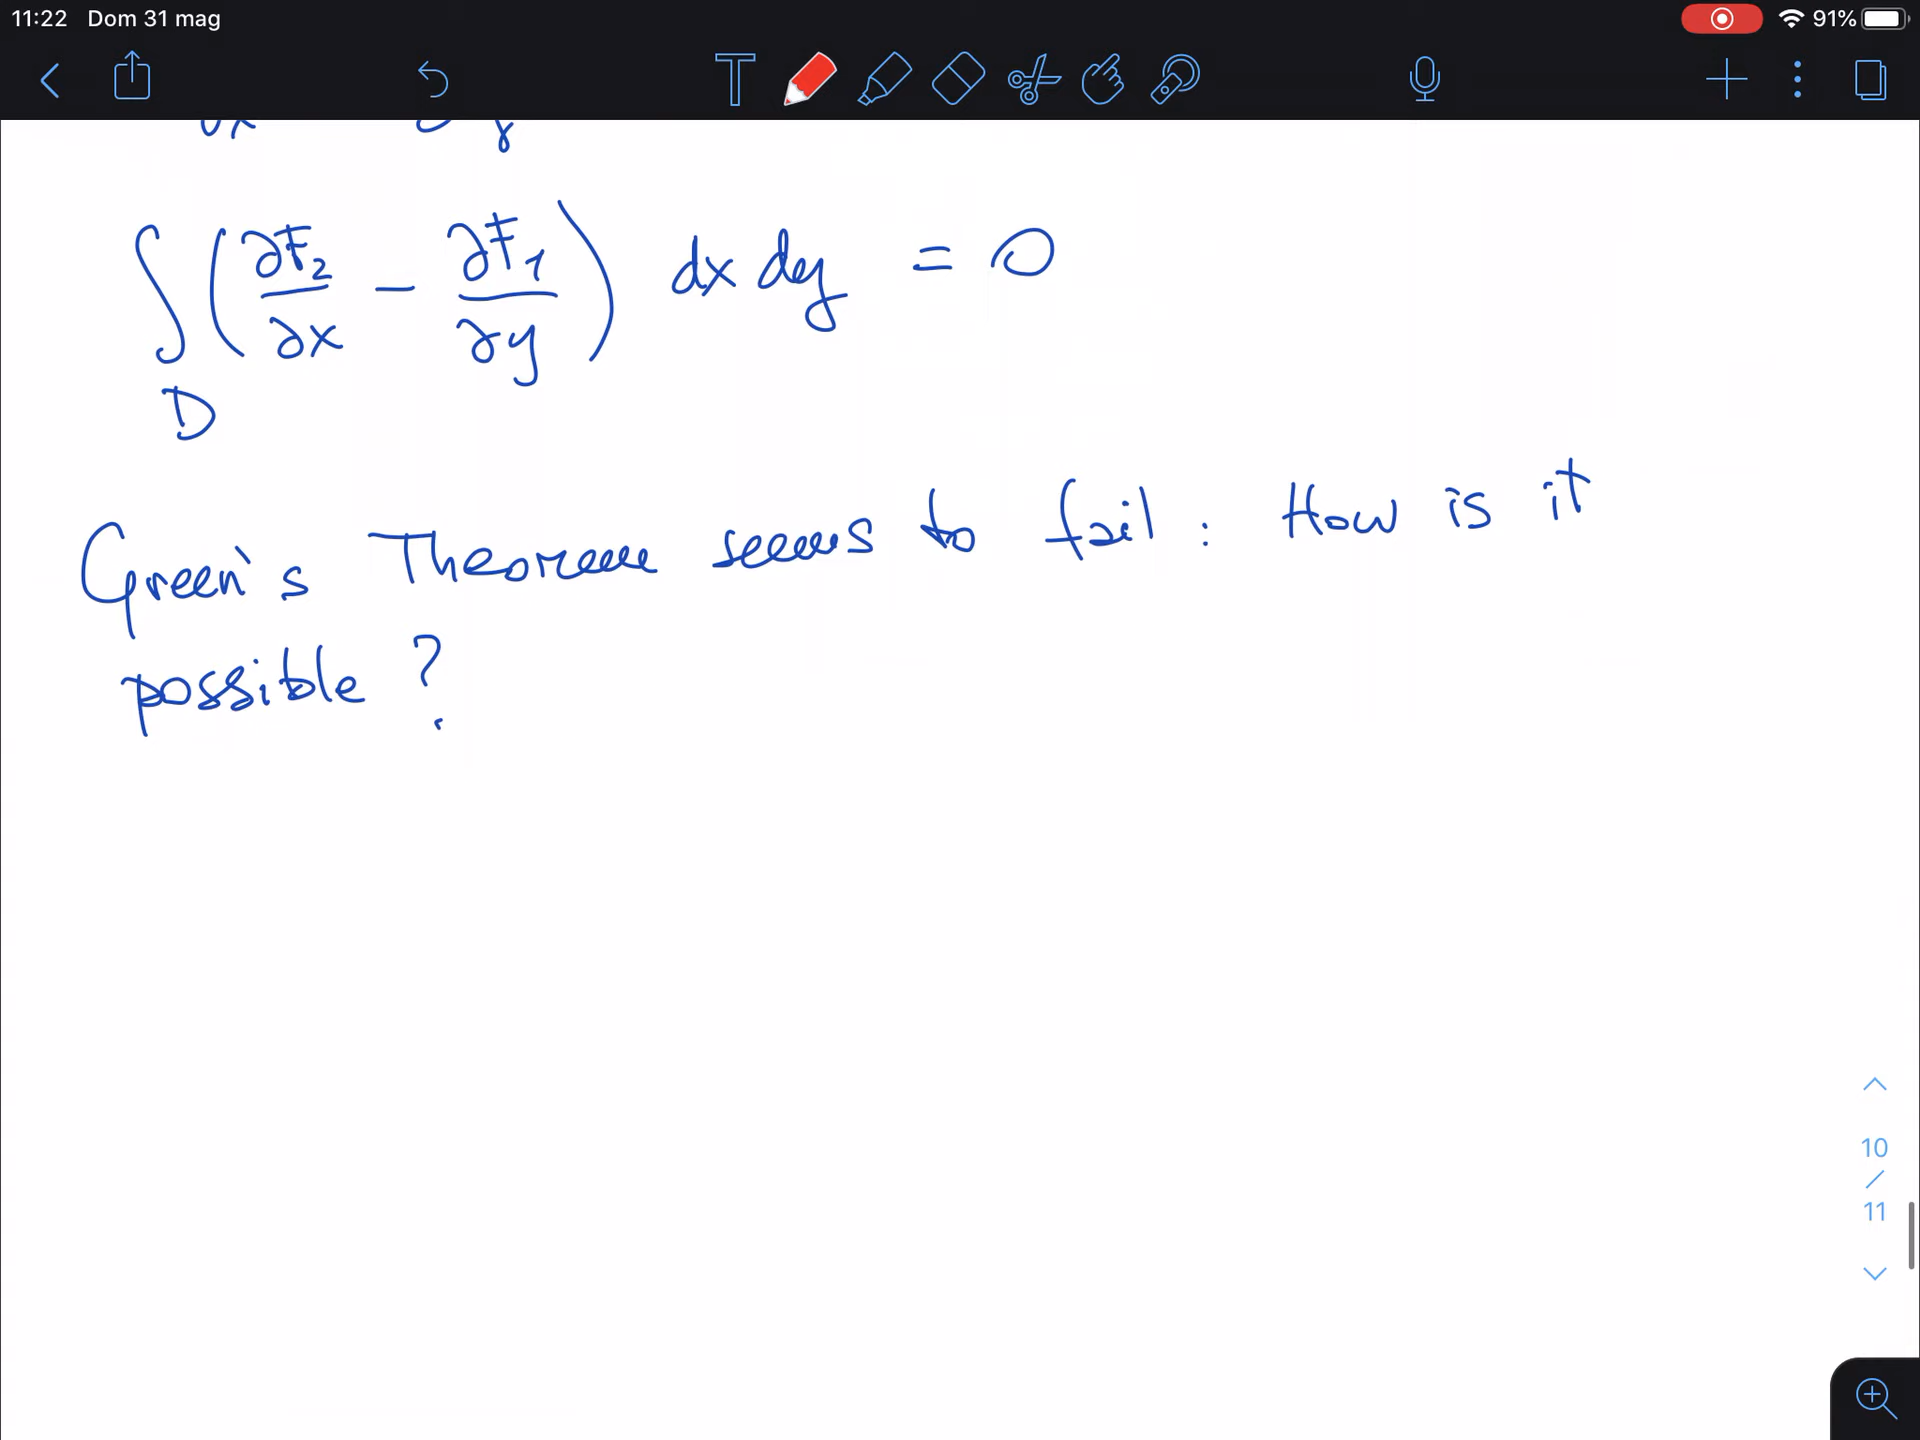 11:22 Dom 31 mag 91%
∫_D (∂F₂/∂x − ∂F₁/∂y) dx dy = 0
Green's Theorem seems to fail : How is it
possible ?
10
/
11